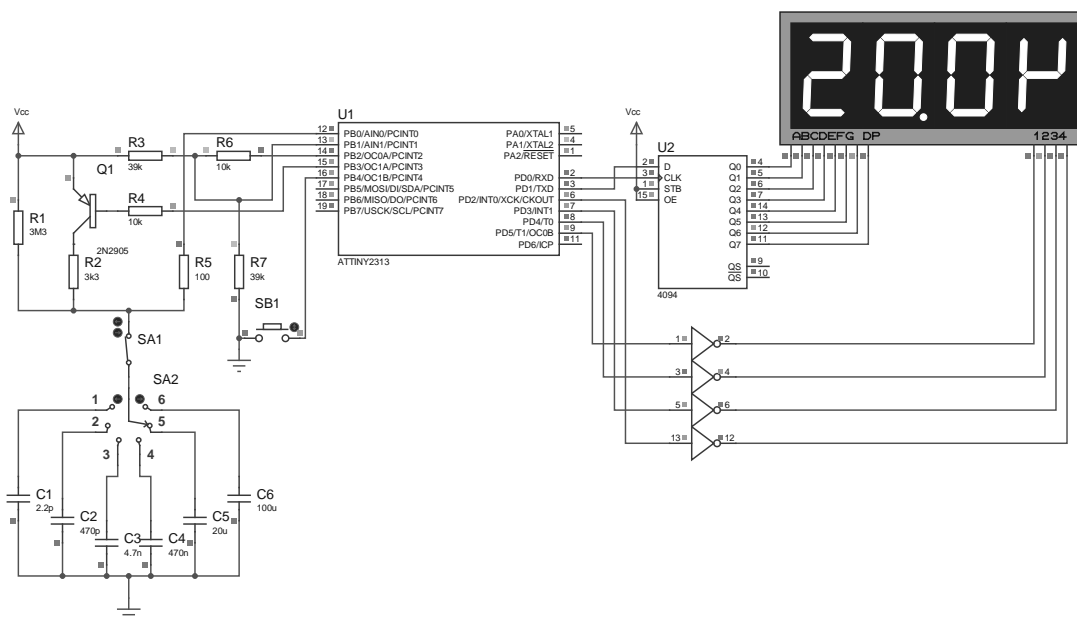 20.0µ
ABCDEFG DP 1234
Vcc
R3
39k
R6
10k
Q1
R4
10k
2N2905
R1
3M3
R2
3k3
R5
100
R7
39k
SB1
U1
12 PB0/AIN0/PCINT0
13 PB1/AIN1/PCINT1
14 PB2/OC0A/PCINT2
15 PB3/OC1A/PCINT3
16 PB4/OC1B/PCINT4
17 PB5/MOSI/DI/SDA/PCINT5
18 PB6/MISO/DO/PCINT6
19 PB7/USCK/SCL/PCINT7
PA0/XTAL1 5
PA1/XTAL2 4
PA2/RESET 1
PD0/RXD 2
PD1/TXD 3
PD2/INT0/XCK/CKOUT 6
PD3/INT1 7
PD4/T0 8
PD5/T1/OC0B 9
PD6/ICP 11
ATTINY2313
Vcc
U2
2 D
3 CLK
1 STB
15 OE
Q0 4
Q1 5
Q2 6
Q3 7
Q4 14
Q5 13
Q6 12
Q7 11
QS 9
QS 10
4094
1 2
3 4
5 6
13 12
SA1
SA2
1 6
2 5
3 4
C1
2.2p
C2
470p
C3
4.7n
C4
470n
C5
20u
C6
100u